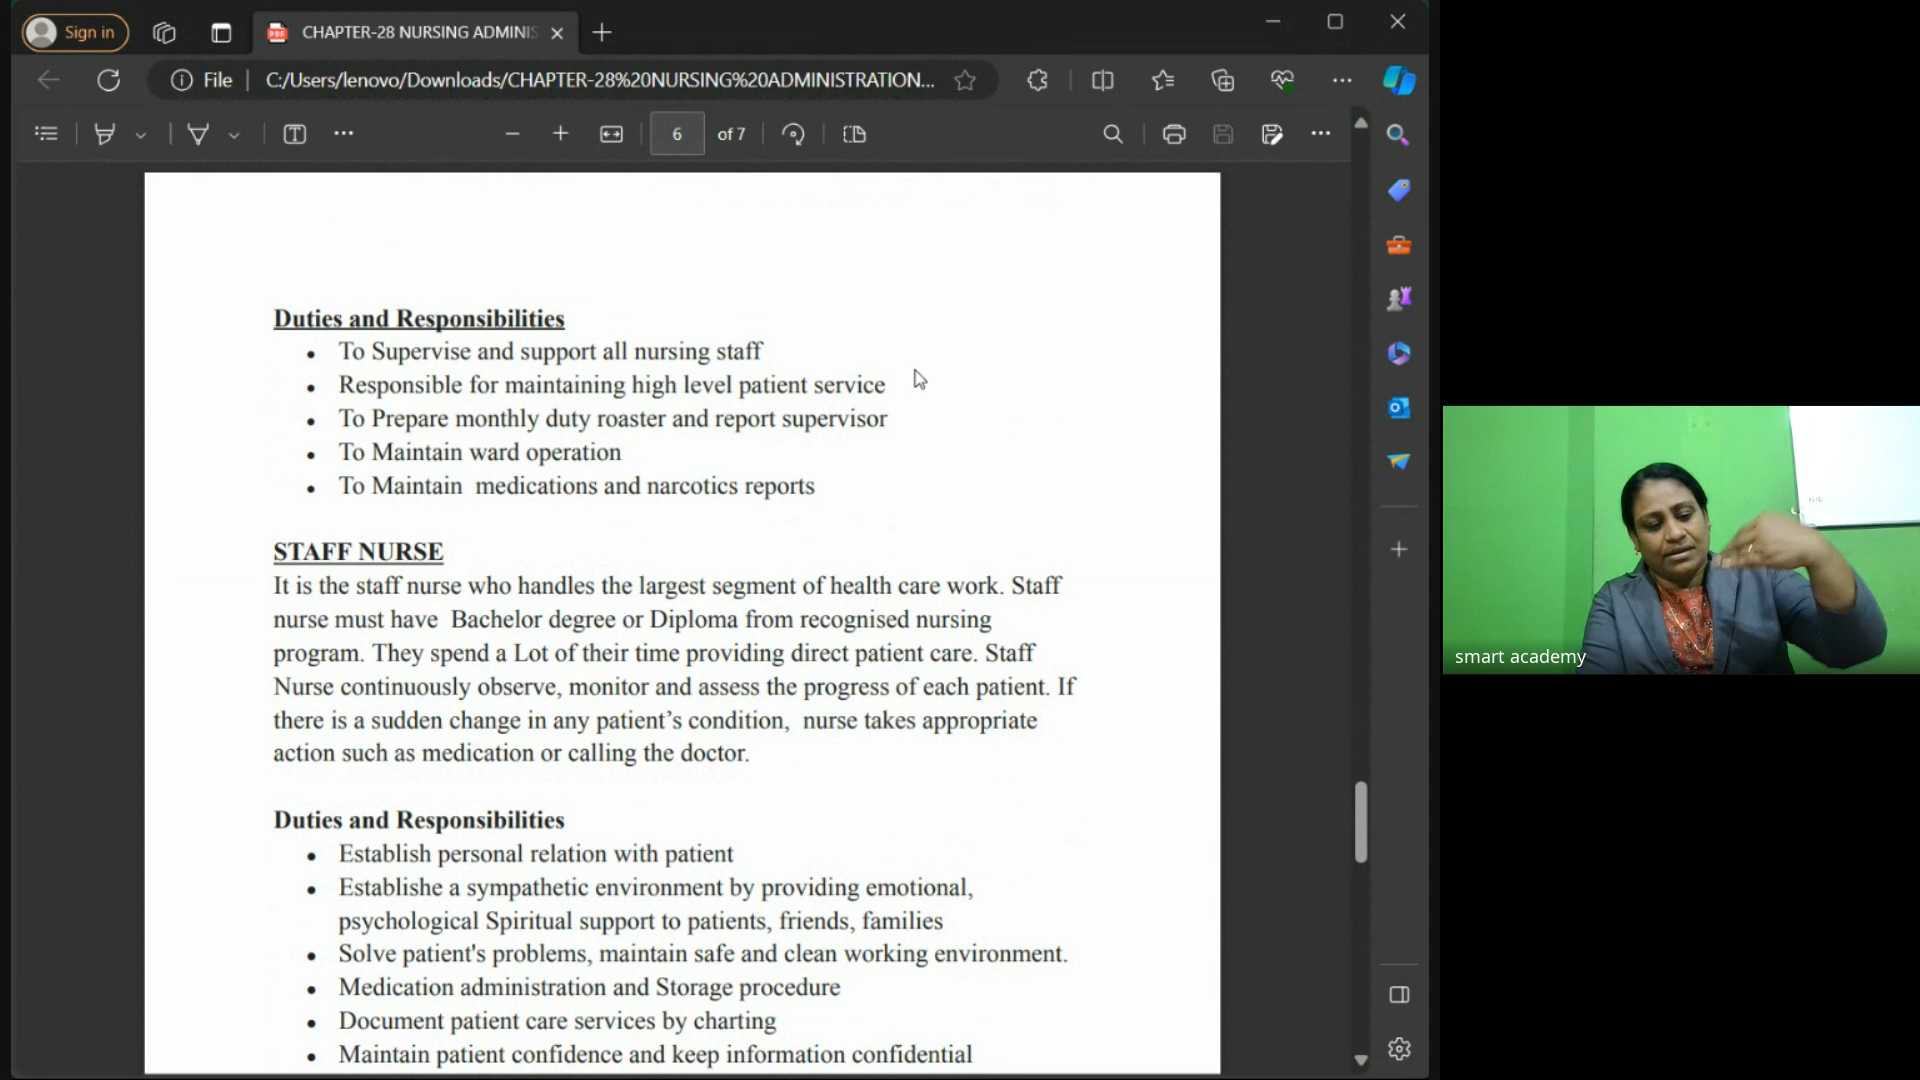 Sign in
CHAPTER-28 NURSING ADMINIS
File
C:/Users/lenovo/Downloads/CHAPTER-28%20NURSING%20ADMINISTRATION...
6 of 7
Duties and Responsibilities
• To Supervise and support all nursing staff
• Responsible for maintaining high level patient service
• To Prepare monthly duty roaster and report supervisor
• To Maintain ward operation
• To Maintain  medications and narcotics reports
STAFF NURSE
It is the staff nurse who handles the largest segment of health care work. Staff
nurse must have  Bachelor degree or Diploma from recognised nursing
program. They spend a Lot of their time providing direct patient care. Staff
Nurse continuously observe, monitor and assess the progress of each patient. If
there is a sudden change in any patient’s condition,  nurse takes appropriate
action such as medication or calling the doctor.
Duties and Responsibilities
• Establish personal relation with patient
• Establishe a sympathetic environment by providing emotional,
psychological Spiritual support to patients, friends, families
• Solve patient's problems, maintain safe and clean working environment.
• Medication administration and Storage procedure
• Document patient care services by charting
• Maintain patient confidence and keep information confidential
smart academy